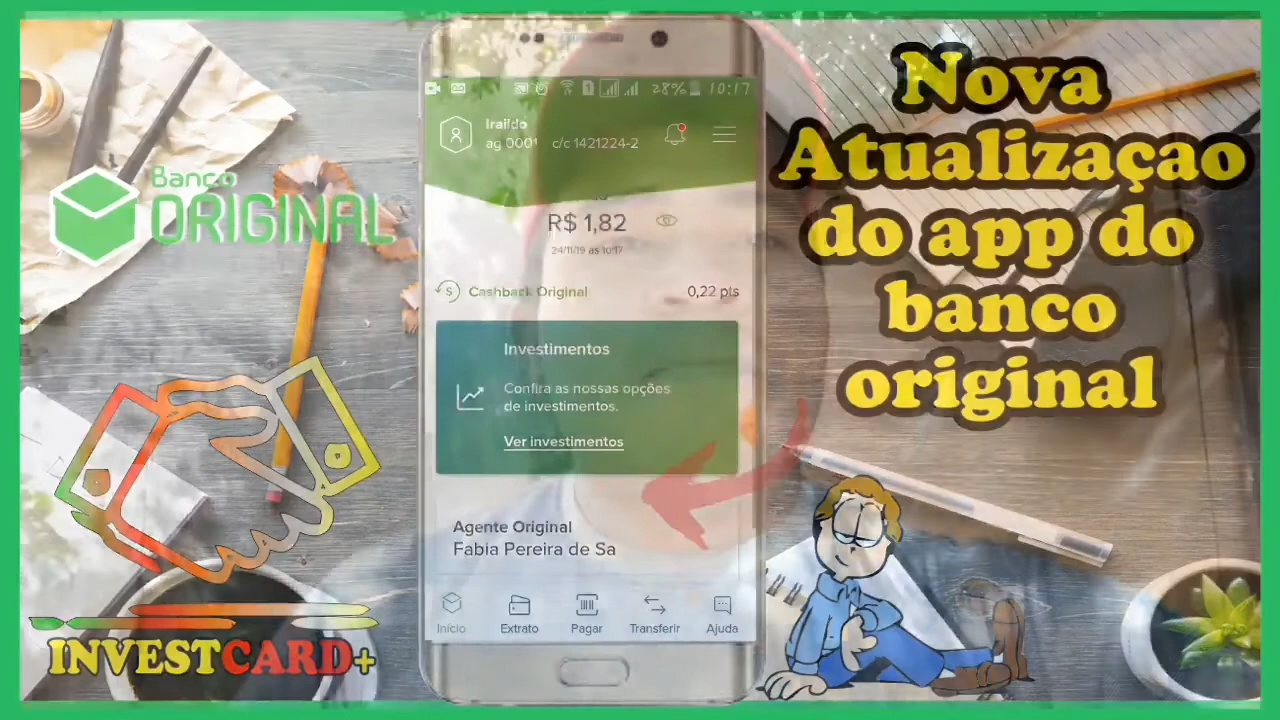 Banco
ORIGINAL
INVESTCARD+
28% 10:17
Iraildo
ag 0001 c/c 1421224-2
R$ 1,82
24/11/19 às 10:17
Cashback Original 0,22 pts
Investimentos
Confira as nossas opções
de investimentos.
Ver investimentos
Agente Original
Fabia Pereira de Sa
Início Extrato Pagar Transferir Ajuda
Nova
Atualizaçao
do app do
banco
original